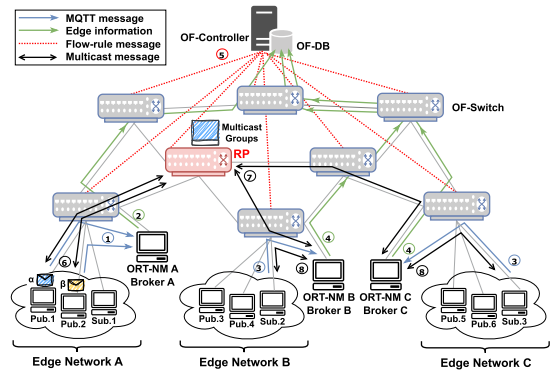 MQTT message
Edge information
Flow-rule message
Multicast message
OF-Controller
OF-DB
5
OF-Switch
Multicast
Groups
RP
7
2
1
4
4
6
3
8
8
3
ORT-NM A
Broker A
ORT-NM B
Broker B
ORT-NM C
Broker C
α
β
Pub.1
Pub.2
Sub.1
Pub.3
Pub.4
Sub.2
Pub.5
Pub.6
Sub.3
Edge Network A
Edge Network B
Edge Network C